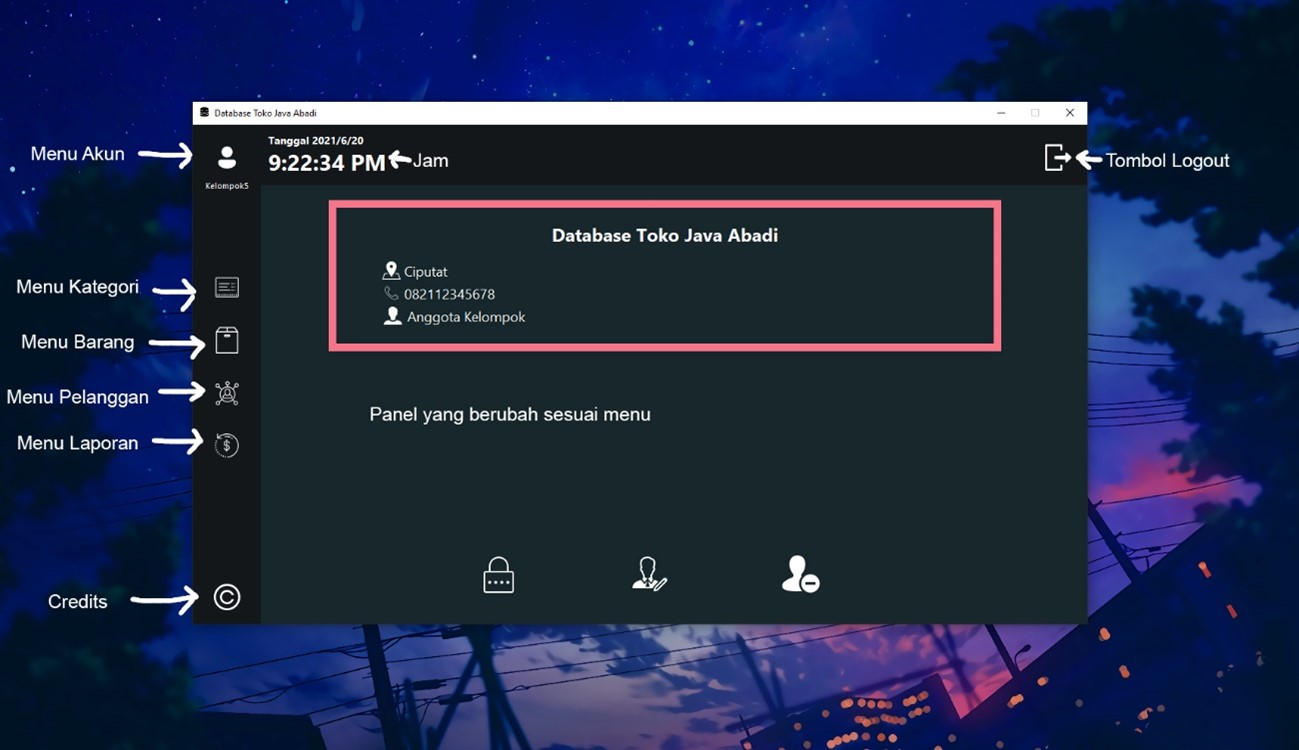 Database Toko Java Abadi
Menu Akun
Kelompok5
Tanggal 2021/6/20
9:22:34 PM
Jam
Tombol Logout
Database Toko Java Abadi
Ciputat
082112345678
Anggota Kelompok
Menu Kategori
Menu Barang
Menu Pelanggan
Menu Laporan
Panel yang berubah sesuai menu
Credits